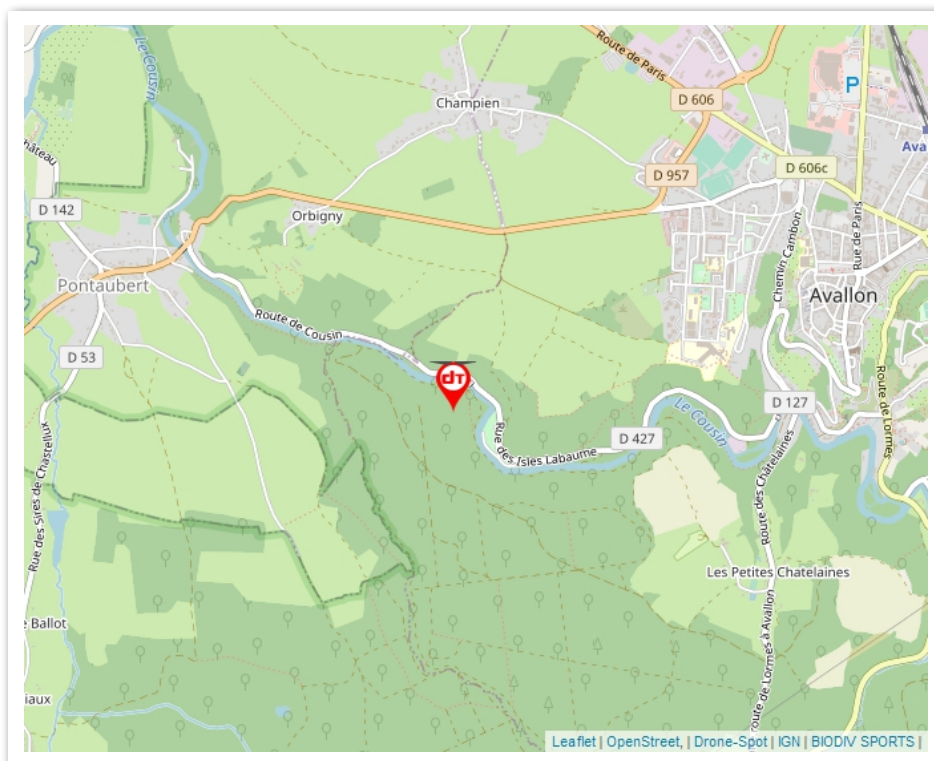 Le Cousin
Route de Paris
Champien
D 606
P
Ava
D 957
D 606c
hâteau
D 142
Orbigny
Chemin Cambon
Rue de Paris
Pontaubert
Avallon
Route de Cousin
D 53
dT
Route de Lormes
Le Cousin
D 127
D 427
Rue des Isles Labaume
Rue des Sires de Chastellux
Route des Châtelaines
Les Petites Chatelaines
e Ballot
iaux
oute de Lormes à Avallon
Leaflet | OpenStreet, | Drone-Spot | IGN | BIODIV SPORTS |